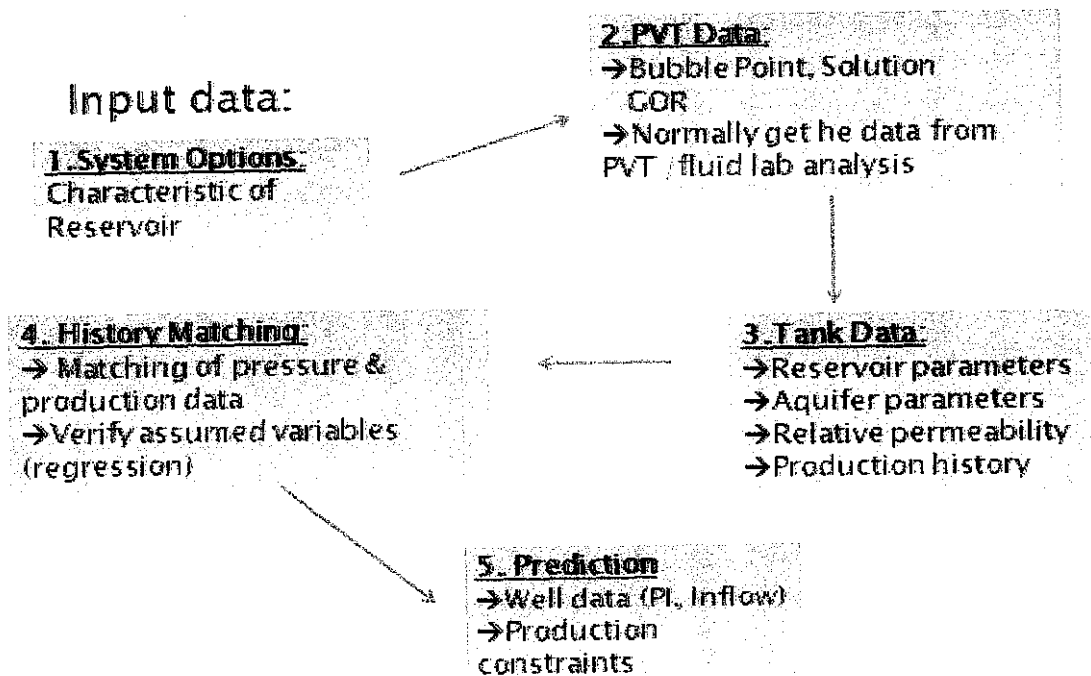 Input data:
1.System Options:
Characteristic of
Reservoir
2.PVT Data:
→Bubble Point, Solution
GOR
→Normally get he data from
PVT / fluid lab analysis
3.Tank Data:
→Reservoir parameters
→Aquifer parameters
→Relative permeability
→Production history
4. History Matching:
→ Matching of pressure &
production data
→Verify assumed variables
(regression)
5. Prediction
→Well data (PI, Inflow)
→Production
constraints